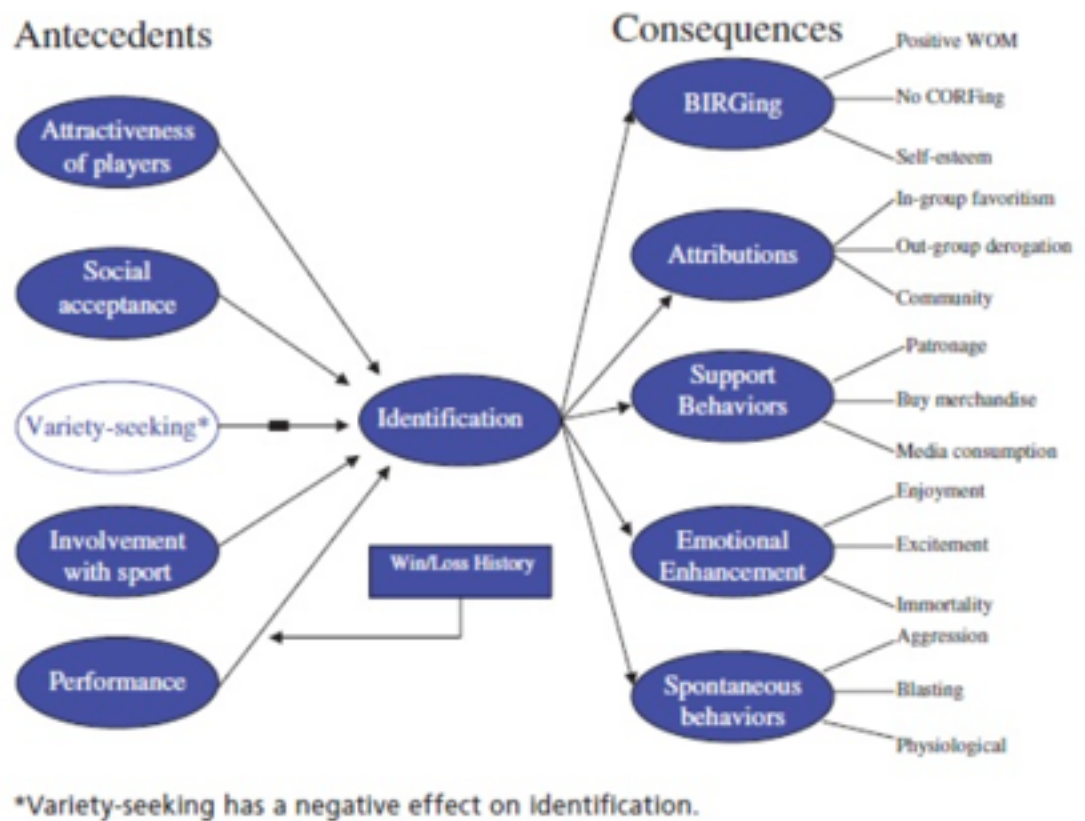 Antecedents
Consequences
Attractiveness
of players
Social
acceptance
Variety-seeking*
Involvement
with sport
Performance
Identification
Win/Loss History
BIRGing
Positive WOM
No CORFing
Self-esteem
Attributions
In-group favoritism
Out-group derogation
Community
Support
Behaviors
Patronage
Buy merchandise
Media consumption
Emotional
Enhancement
Enjoyment
Excitement
Immortality
Spontaneous
behaviors
Aggression
Blasting
Physiological
*Variety-seeking has a negative effect on identification.